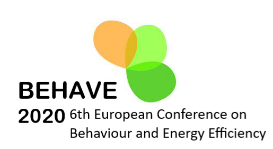 BEHAVE
2020 6th European Conference on
Behaviour and Energy Efficiency